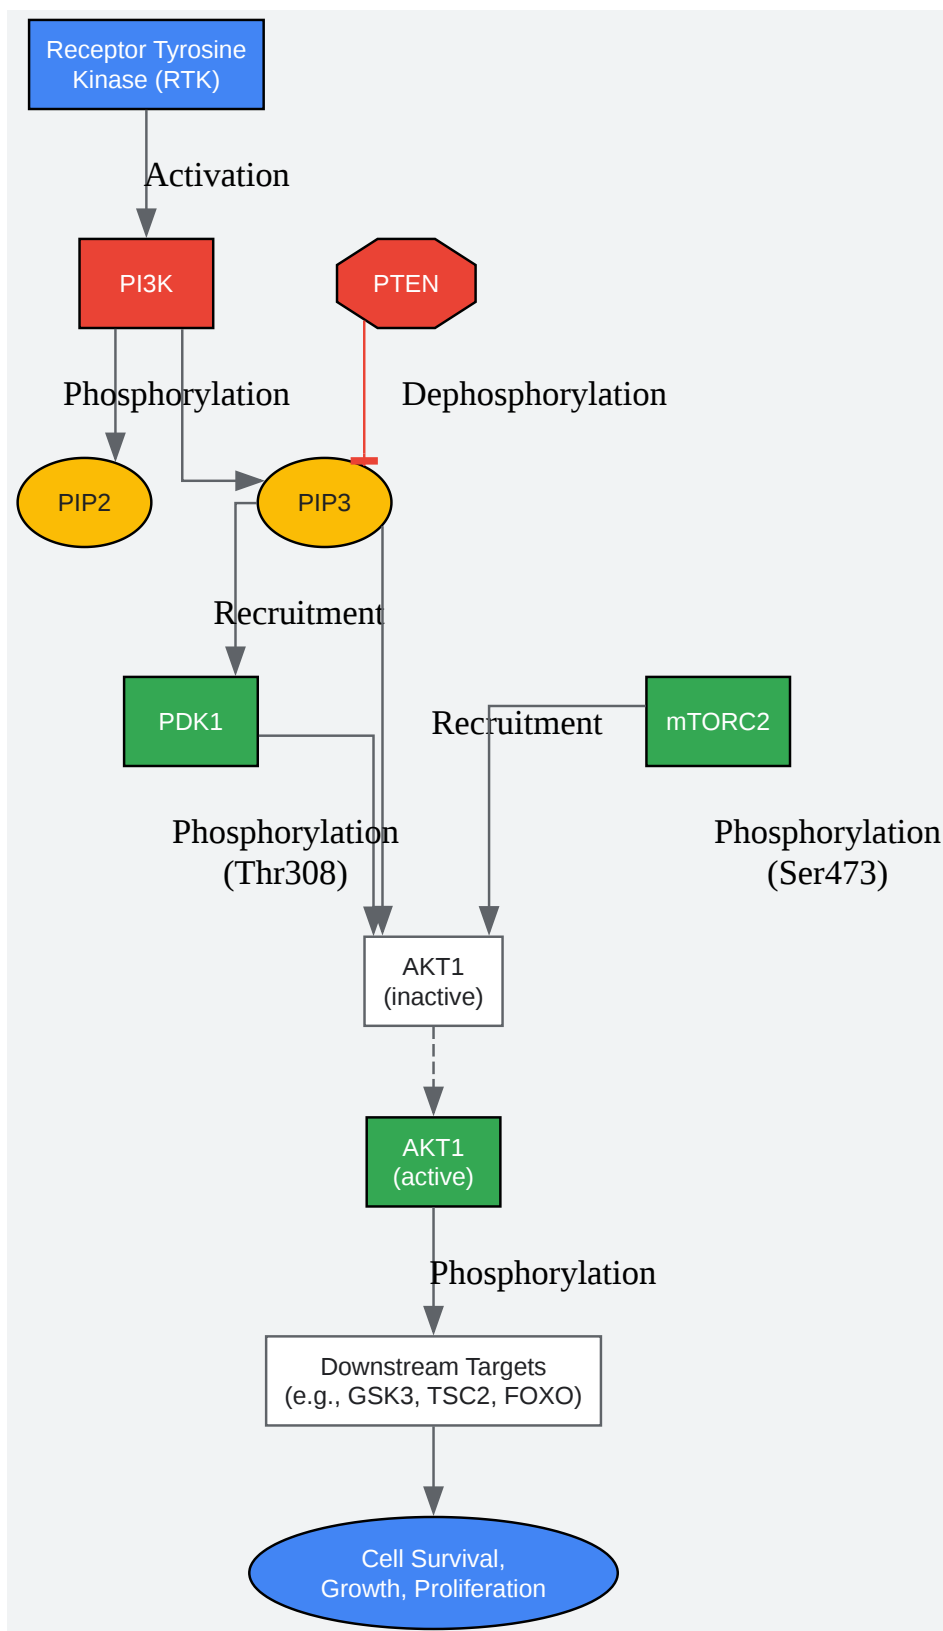 Receptor Tyrosine
Kinase (RTK)
Activation
PI3K
PTEN
Phosphorylation
Dephosphorylation
PIP2
PIP3
Recruitment
PDK1
Recruitment
mTORC2
Phosphorylation
(Thr308)
Phosphorylation
(Ser473)
AKT1
(inactive)
AKT1
(active)
Phosphorylation
Downstream Targets
(e.g., GSK3, TSC2, FOXO)
Cell Survival,
Growth, Proliferation